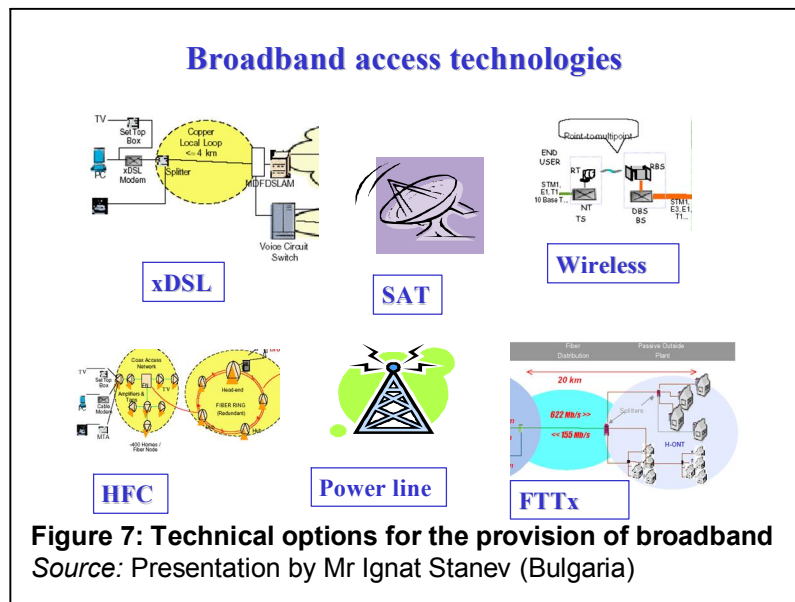 Broadband access technologies
TV
Set Top
Box
PC
xDSL
Modem
Splitter
Copper
Local Loop
<~ 4 km
MDFDSLAM
Voice Circuit
Switch
xDSL
SAT
Point-to-multipoint
END
USER
RT
RBS
STM1,
E1, T1
10 Base T...
NT
TS
DBS
BS
STM1,
E3, E1,
T1...
Wireless
Coax Access
Network
TV
Set Top
Box
PC
Cable
Modem
MTA
Amplifiers &
Taps
TV
~400 Homes /
Fiber Node
Head-end
FIBER RING
(Redundant)
Hub
HFC
Power line
Fiber
Distribution
Passive Outside
Plant
20 km
622 Mb/s >>
<< 155 Mb/s
Splitters
H-ONT
FTTx
Figure 7: Technical options for the provision of broadband
Source: Presentation by Mr Ignat Stanev (Bulgaria)